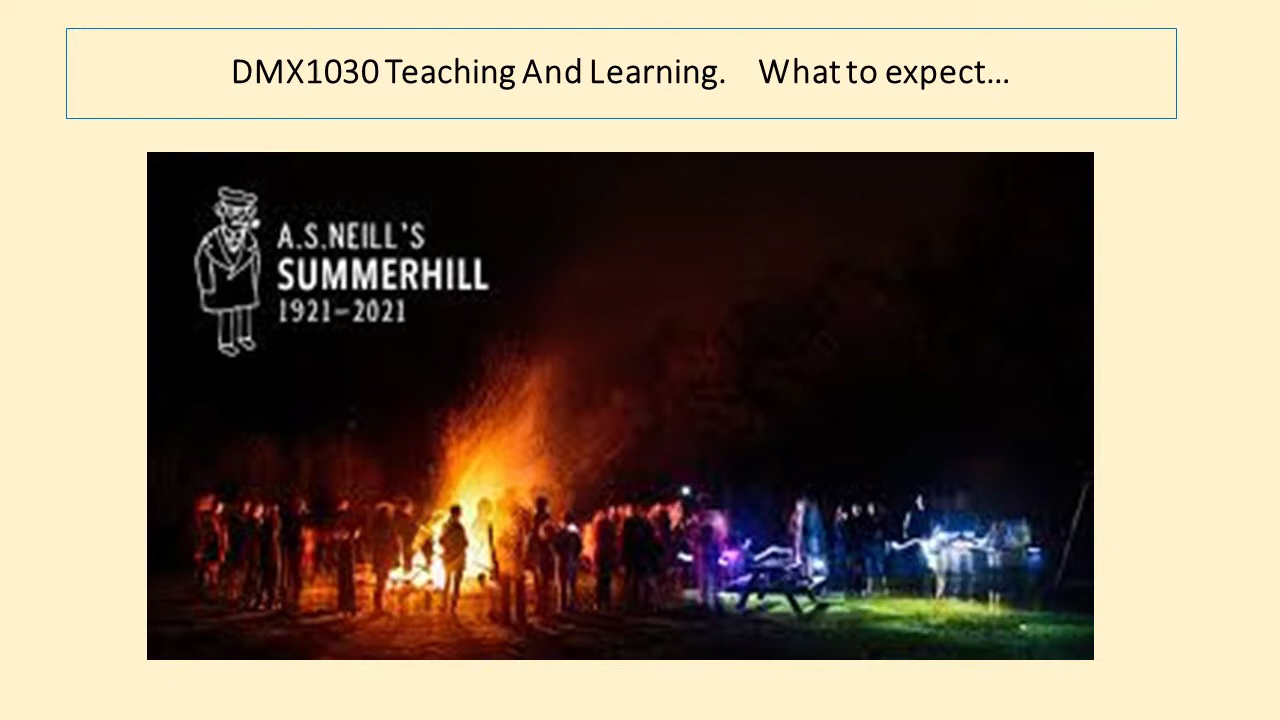 DMX1030 Teaching And Learning. What to expect…
A.S.NEILL'S
SUMMERHILL
1921–2021